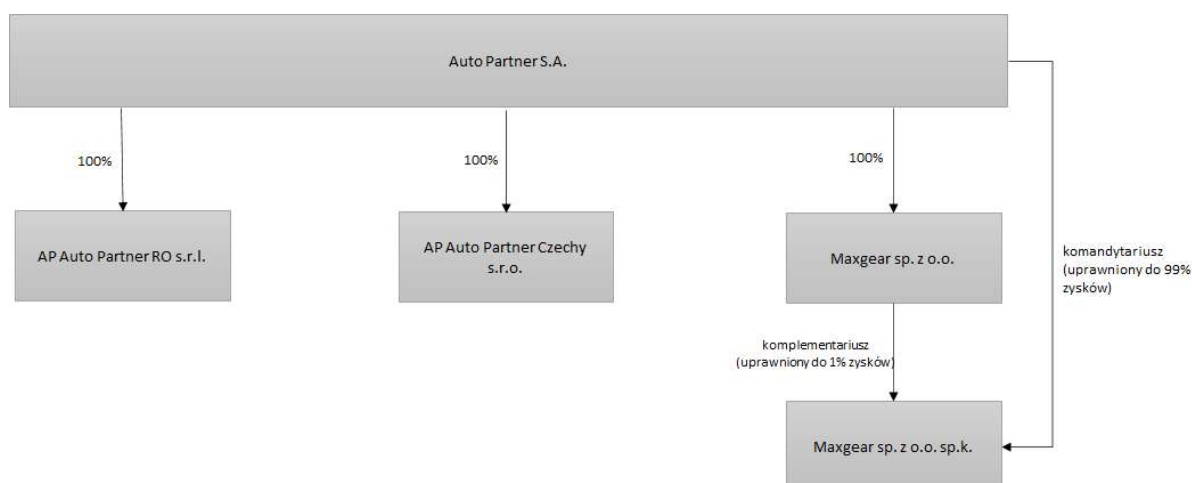 Auto Partner S.A.
100%
100%
100%
AP Auto Partner RO s.r.l.
AP Auto Partner Czechy
s.r.o.
Maxgear sp. z o.o.
komandytariusz
(uprawniony do 99%
zysków)
komplementariusz
(uprawniony do 1% zysków)
Maxgear sp. z o.o. sp.k.